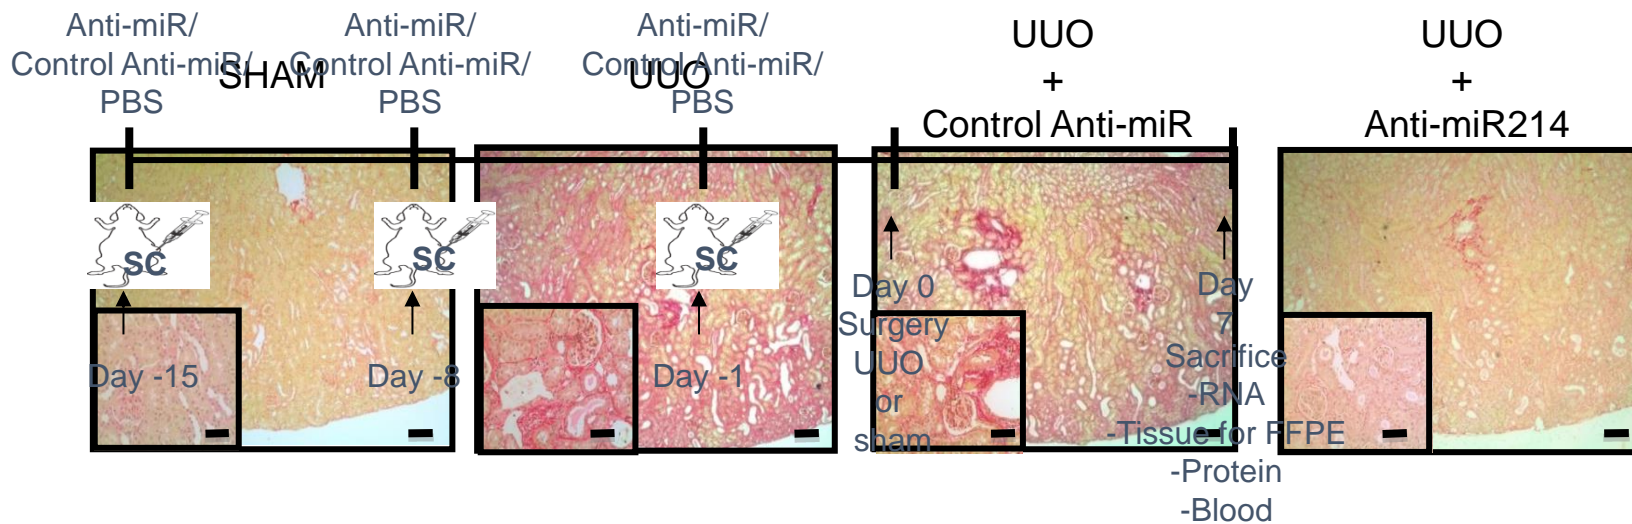 Anti-miR/
Control Anti-miR/
PBS
Anti-miR/
Control Anti-miR/
PBS
Anti-miR/
Control Anti-miR/
PBS
SHAM
UUO
UUO
+
Control Anti-miR
UUO
+
Anti-miR214
SC
SC
SC
Day -15
Day -8
Day -1
Day 0
Surgery
UUO
or
sham
Day
7
Sacrifice
-RNA
-Tissue for FFPE
-Protein
-Blood